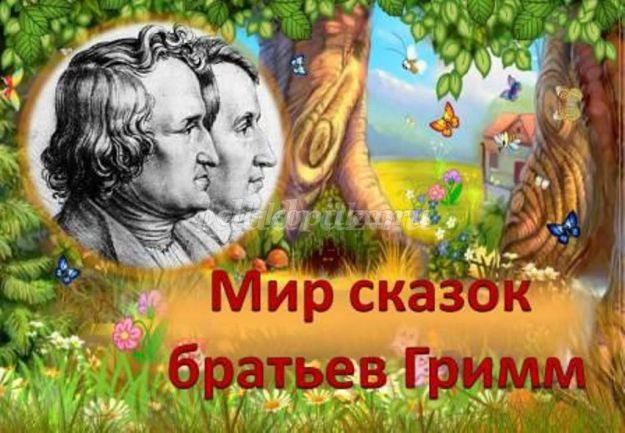 Мир сказок
братьев Гримм